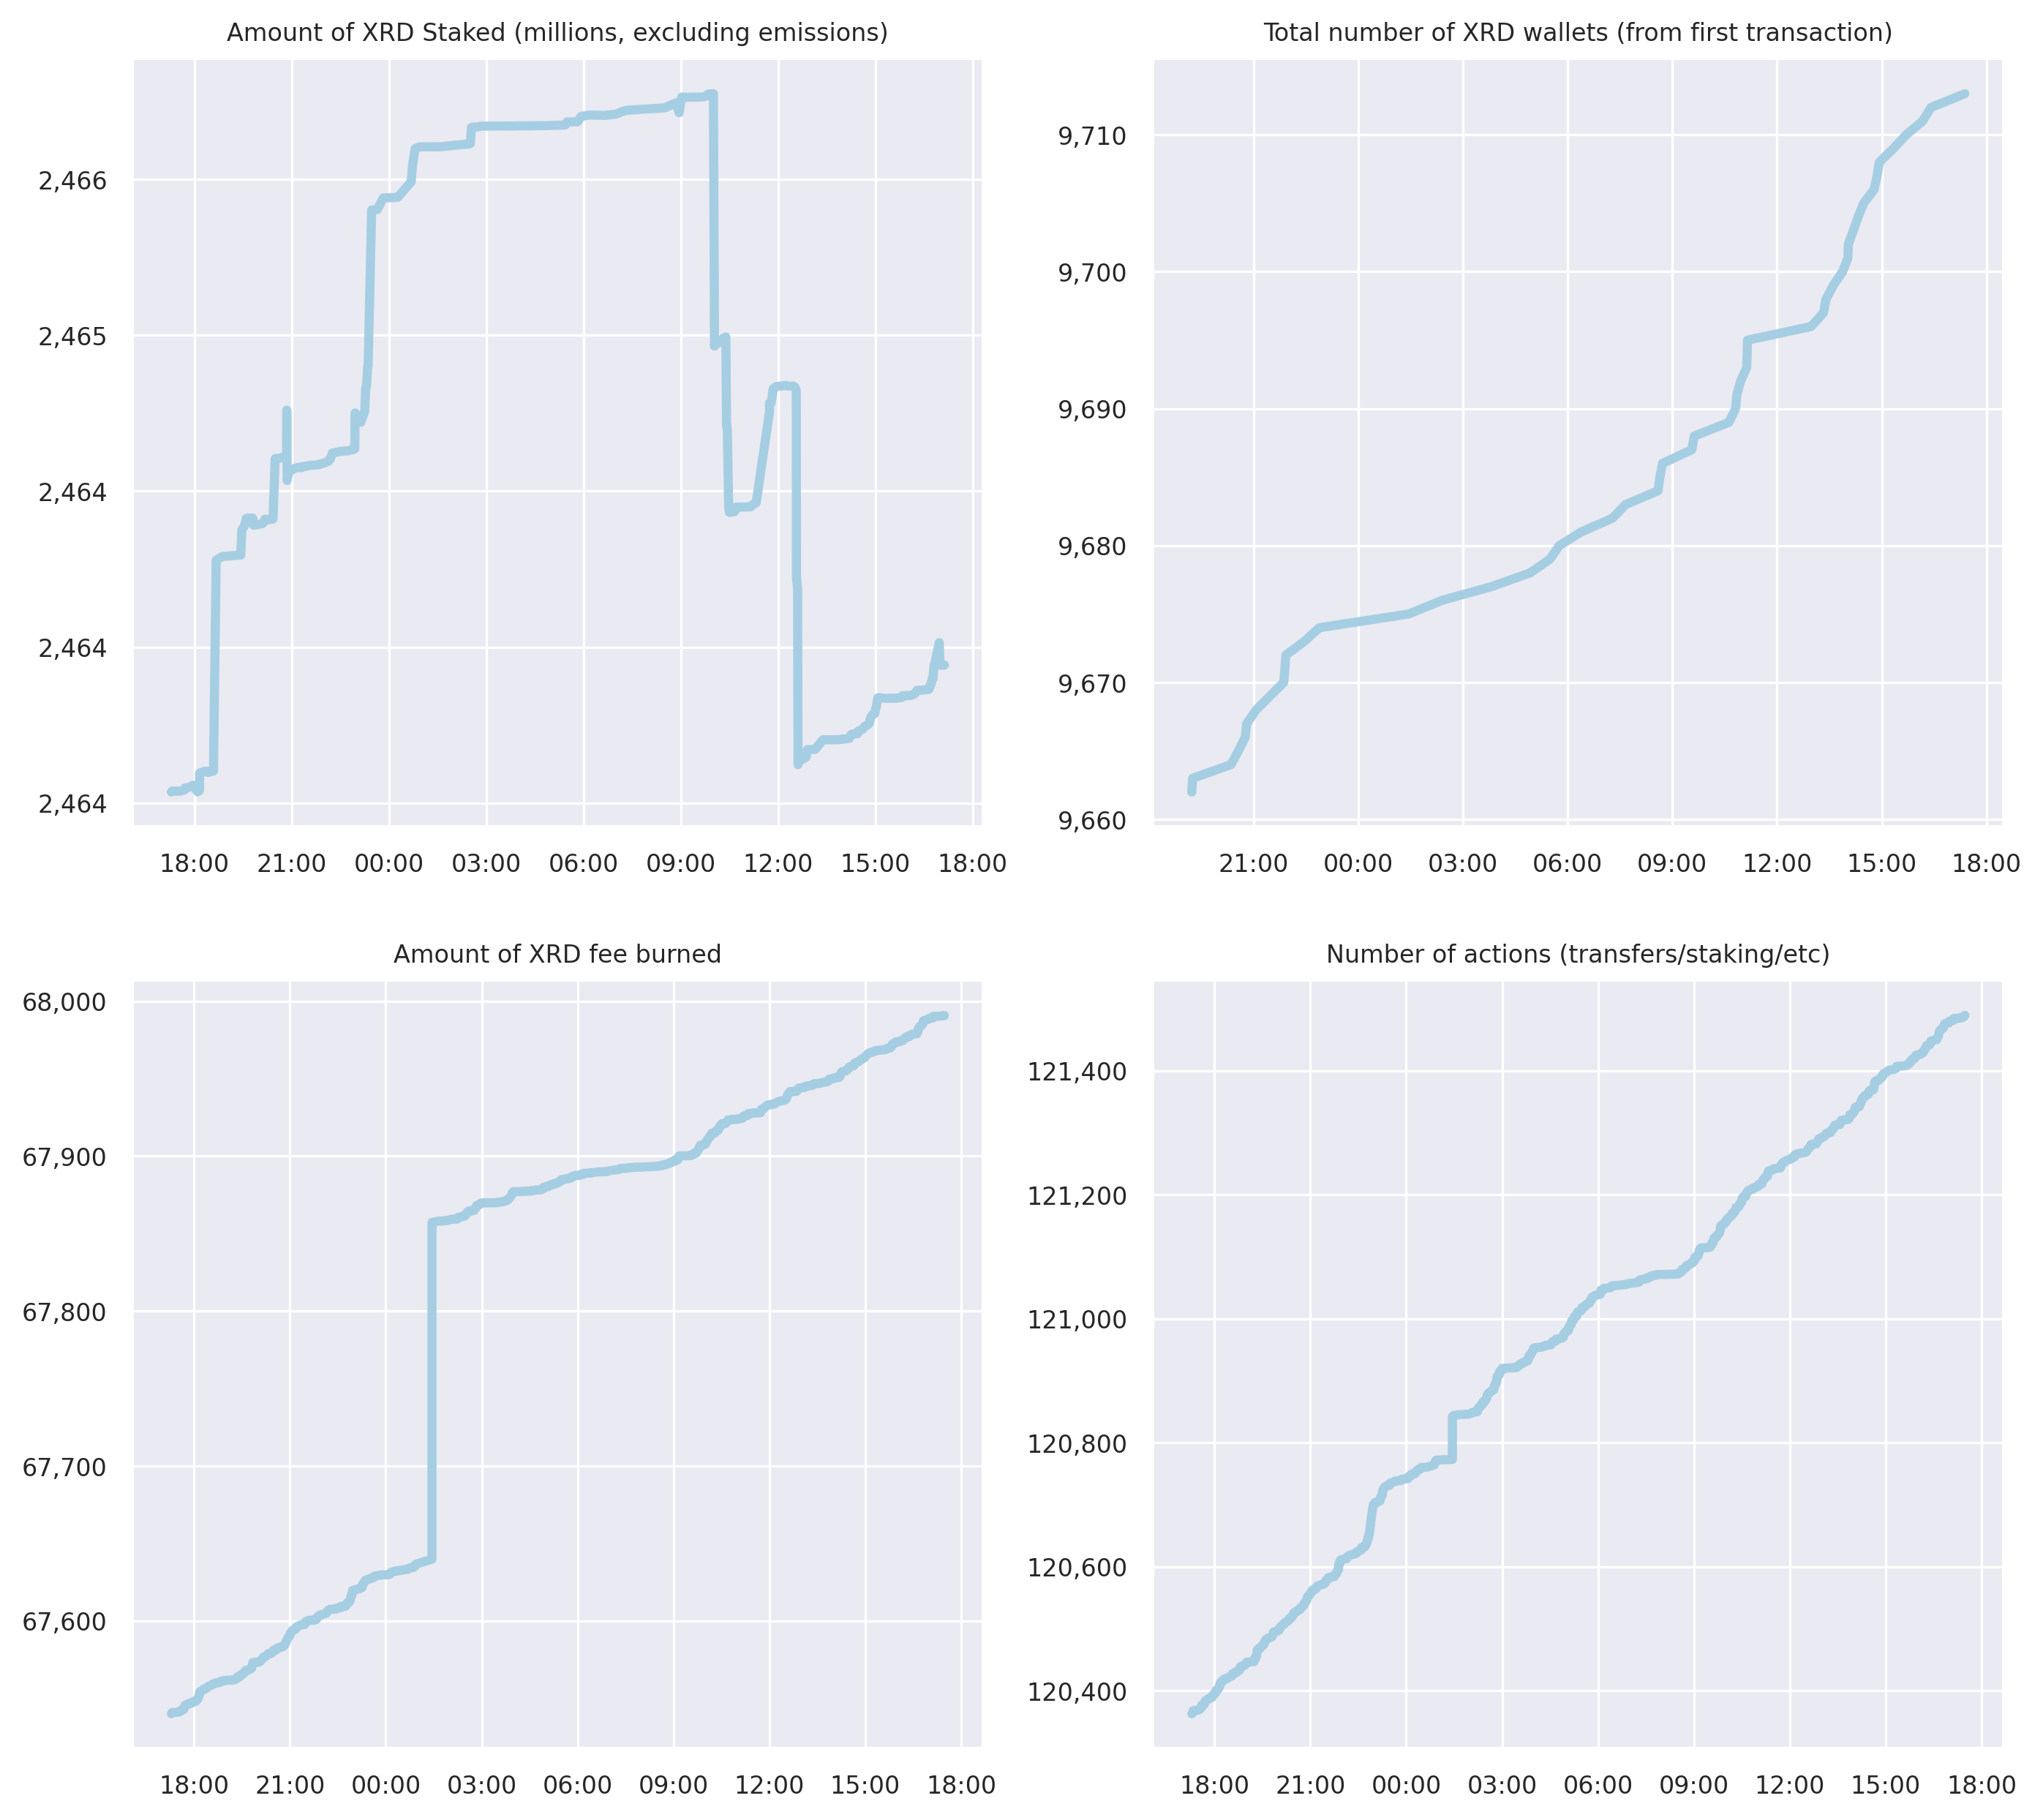 Amount of XRD Staked (millions, excluding emissions)
2,466
2,465
2,464
2,464
2,464
18:00 21:00 00:00 03:00 06:00 09:00 12:00 15:00 18:00
Total number of XRD wallets (from first transaction)
9,710
9,700
9,690
9,680
9,670
9,660
21:00 00:00 03:00 06:00 09:00 12:00 15:00 18:00
Amount of XRD fee burned
68,000
67,900
67,800
67,700
67,600
18:00 21:00 00:00 03:00 06:00 09:00 12:00 15:00 18:00
Number of actions (transfers/staking/etc)
121,400
121,200
121,000
120,800
120,600
120,400
18:00 21:00 00:00 03:00 06:00 09:00 12:00 15:00 18:00